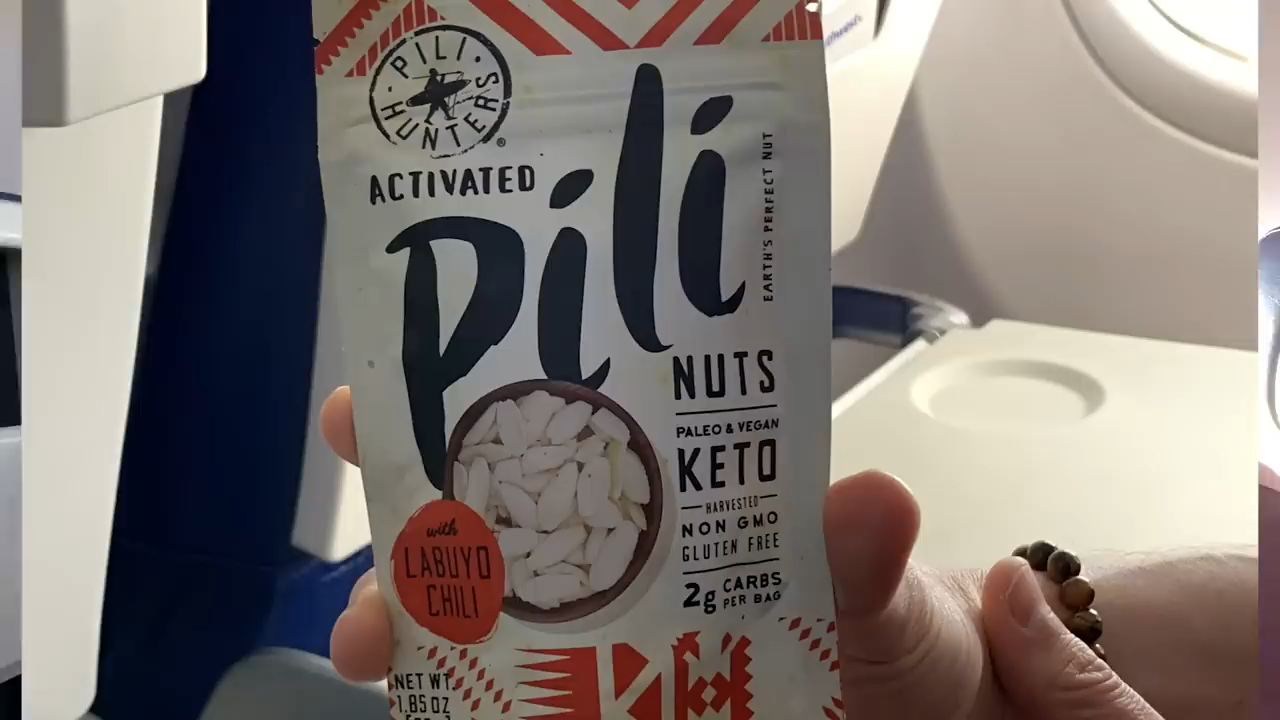 PILI HUNTERS ®
ACTIVATED
Pili
EARTH'S PERFECT NUT
NUTS
PALEO & VEGAN
KETO
HARVESTED
NON GMO
GLUTEN FREE
2g CARBS
PER BAG
with
LABUYO
CHILI
NET WT.
1.85 OZ